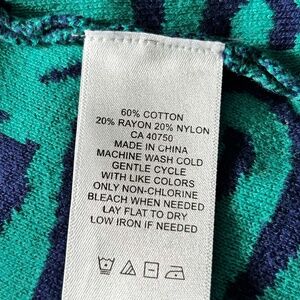 60% COTTON
20% RAYON 20% NYLON
CA 40750
MADE IN CHINA
MACHINE WASH COLD
GENTLE CYCLE
WITH LIKE COLORS
ONLY NON-CHLORINE
BLEACH WHEN NEEDED
LAY FLAT TO DRY
LOW IRON IF NEEDED